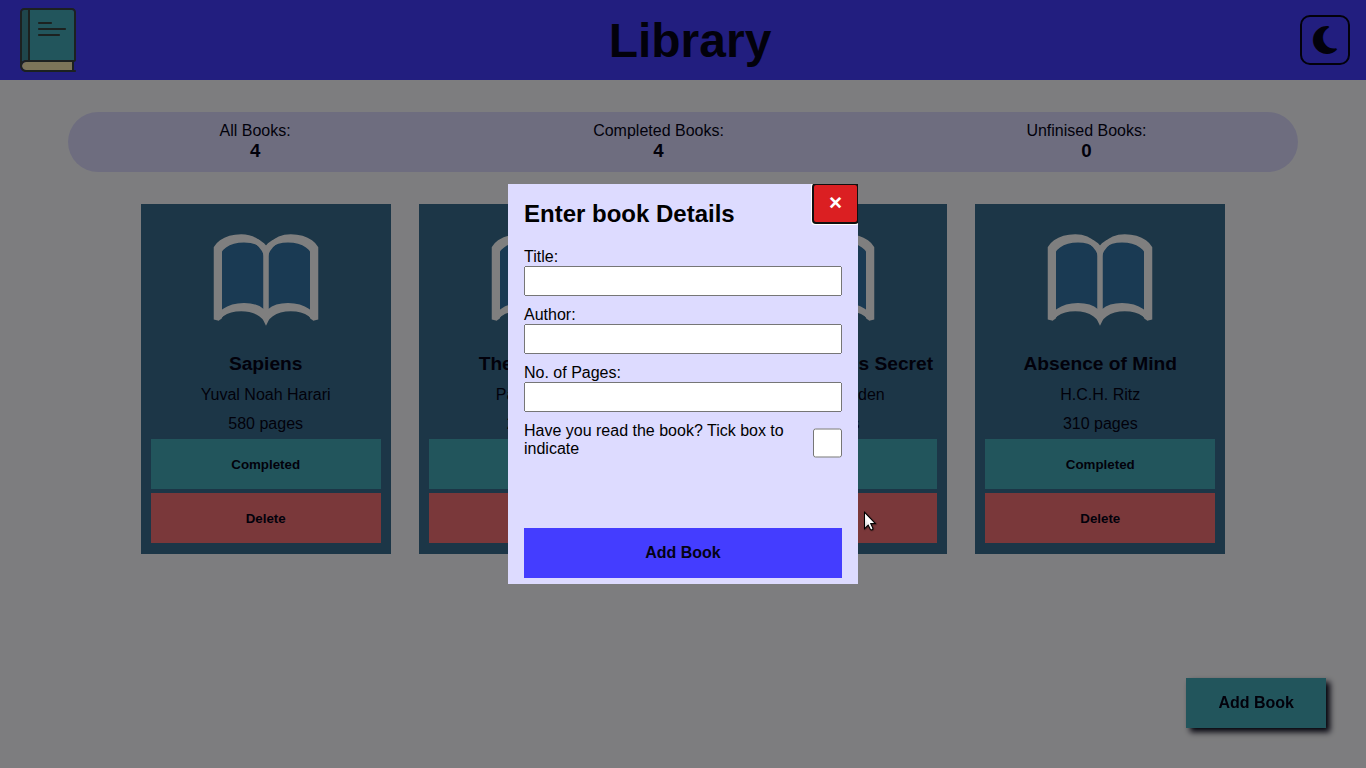 Library
All Books:
4
Completed Books:
4
Unfinised Books:
0
Enter book Details
×
Title:
Author:
No. of Pages:
Have you read the book? Tick box to
indicate
Add Book
Sapiens
Yuval Noah Harari
580 pages
Completed
Delete
The
s Secret
den
Absence of Mind
H.C.H. Ritz
310 pages
Completed
Delete
Add Book